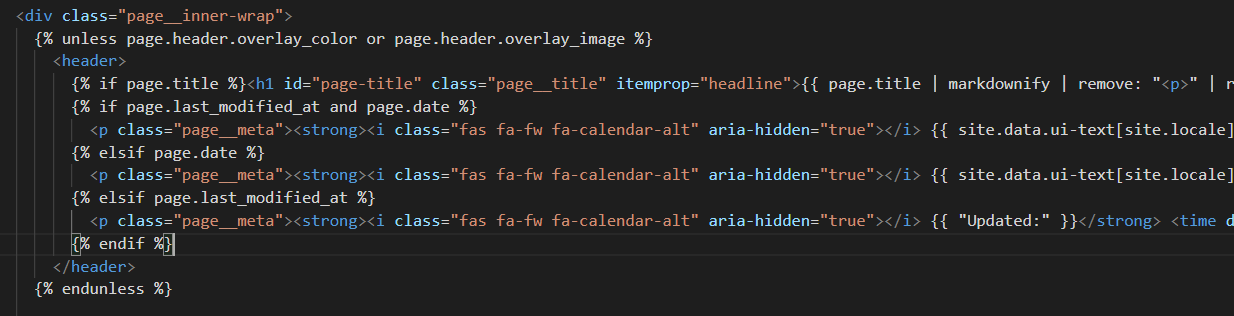 <div class="page__inner-wrap">
{% unless page.header.overlay_color or page.header.overlay_image %}
<header>
{% if page.title %}<h1 id="page-title" class="page__title" itemprop="headline">{{ page.title | markdownify | remove: "<p>" | r
{% if page.last_modified_at and page.date %}
<p class="page__meta"><strong><i class="fas fa-fw fa-calendar-alt" aria-hidden="true"></i> {{ site.data.ui-text[site.locale]
{% elsif page.date %}
<p class="page__meta"><strong><i class="fas fa-fw fa-calendar-alt" aria-hidden="true"></i> {{ site.data.ui-text[site.locale]
{% elsif page.last_modified_at %}
<p class="page__meta"><strong><i class="fas fa-fw fa-calendar-alt" aria-hidden="true"></i> {{ "Updated:" }}</strong> <time d
{% endif %}
</header>
{% endunless %}